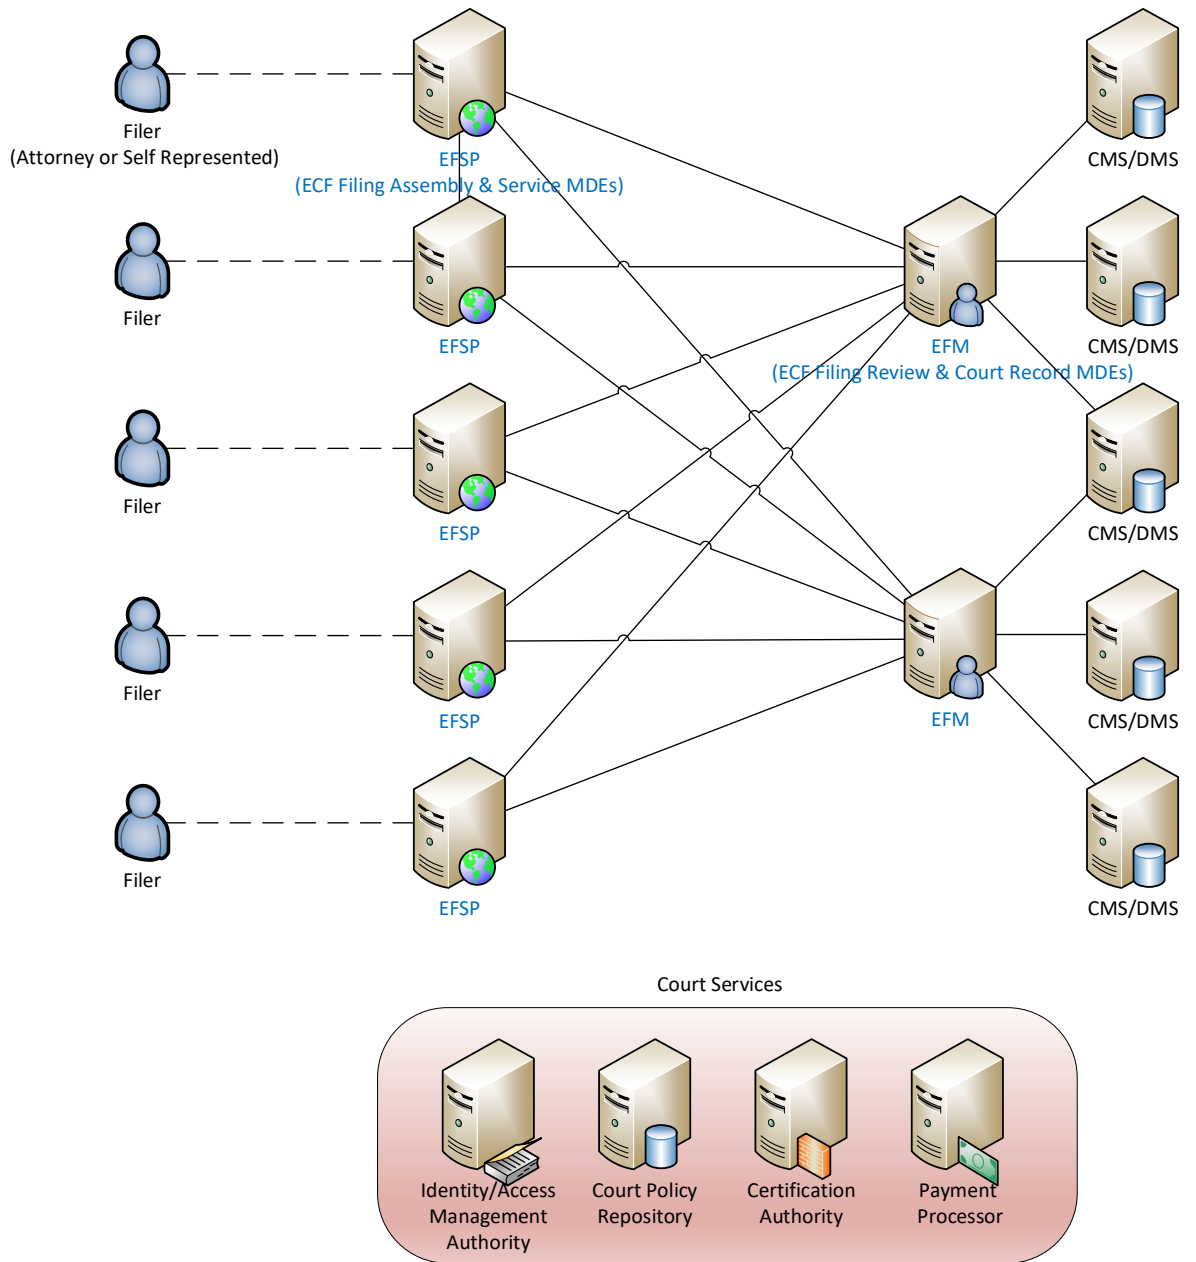 Filer
(Attorney or Self Represented)
EFSP
(ECF Filing Assembly & Service MDEs)
CMS/DMS
Filer
EFSP
EFM
(ECF Filing Review & Court Record MDEs)
CMS/DMS
Filer
EFSP
CMS/DMS
Filer
EFSP
EFM
CMS/DMS
Filer
EFSP
CMS/DMS
Court Services
Identity/Access
Management
Authority
Court Policy
Repository
Certification
Authority
Payment
Processor